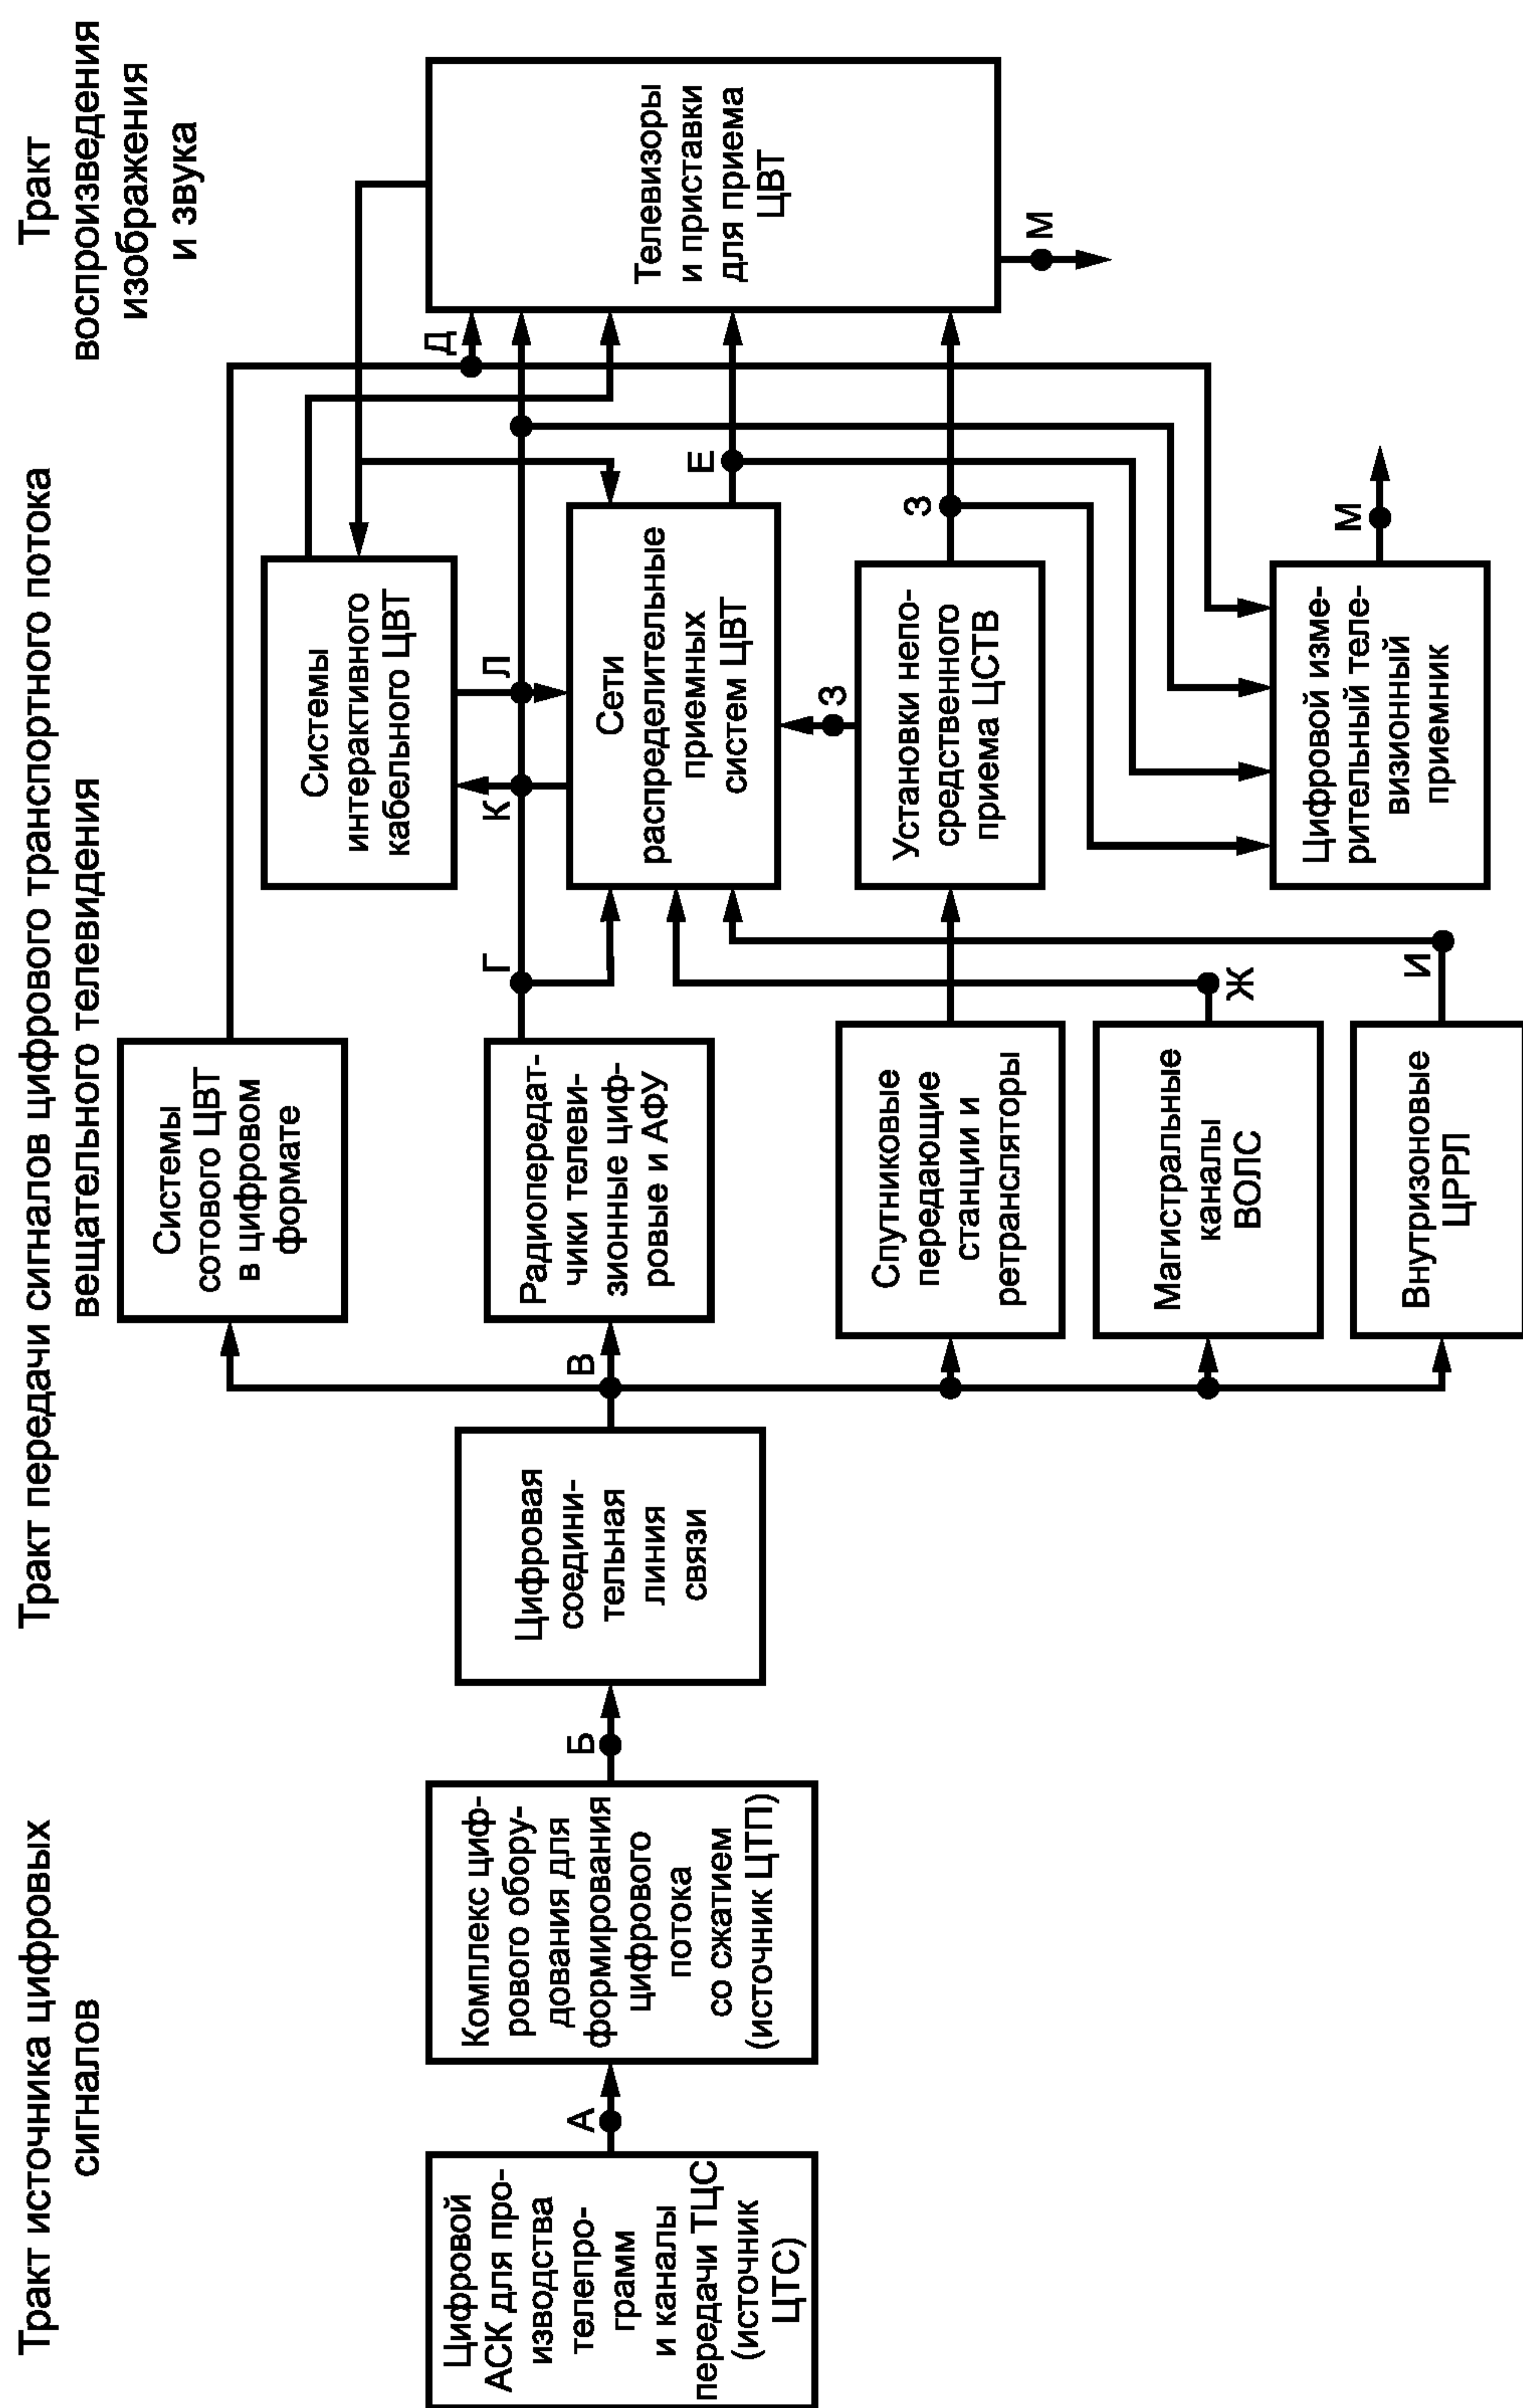 Тракт источника цифровых
сигналов
Тракт передачи сигналов цифрового транспортного потока
вещательного телевидения
Тракт
воспроизведения
изображения
и звука
Цифровой
АСК для про-
изводства
телепро-
грамм
и каналы
передачи ТЦС
(источник
ЦТС)
А
Комплекс циф-
рового обору-
дования для
формирования
цифрового
потока
со сжатием
(источник ЦТП)
Б
Цифровая
соедини-
тельная
линия
связи
В
Системы
сотового ЦВТ
в цифровом
формате
Радиопередат-
чики телеви-
зионные циф-
ровые и АФУ
Спутниковые
передающие
станции и
ретрансляторы
Магистральные
каналы
ВОЛС
Внутризоновые
ЦРРЛ
Г
Ж
И
Системы
интерактивного
кабельного ЦВТ
К
Л
Сети
распределительные
приемных
систем ЦВТ
З
Установки непо-
средственного
приема ЦСТВ
Цифровой изме-
рительный теле-
визионный
приемник
Д
Е
З
М
Телевизоры
и приставки
для приема
ЦВТ
М